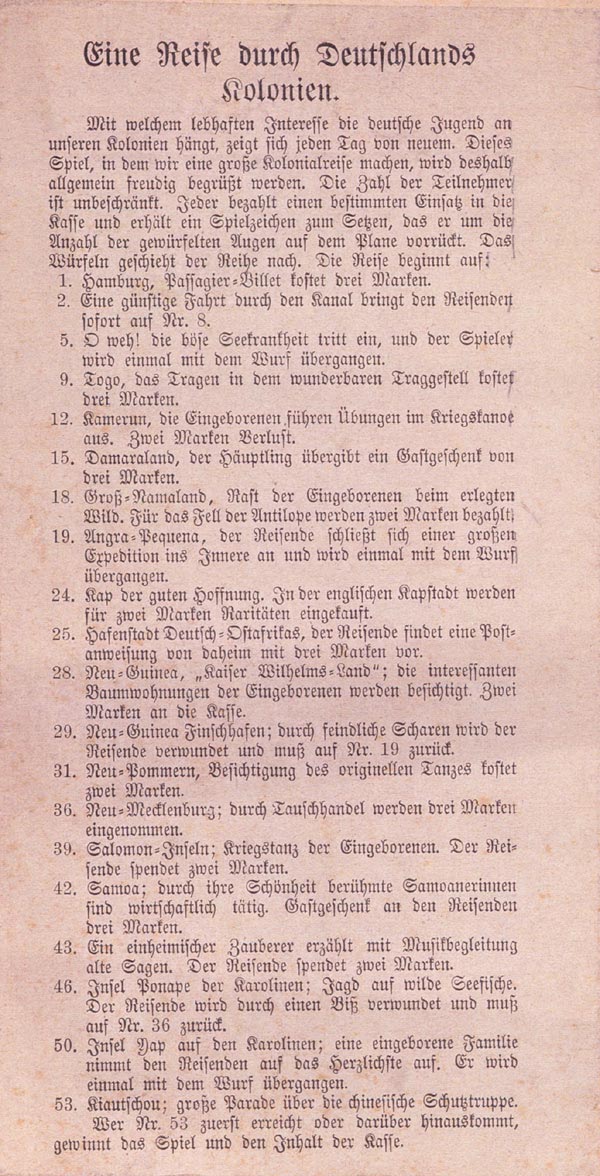 Eine Reise durch Deutschlands
Kolonien.
Mit welchem lebhaften Interesse die deutsche Jugend an
unseren Kolonien hängt, zeigt sich jeden Tag von neuem. Dieses
Spiel, in dem wir eine große Kolonialreise machen, wird deshalb
allgemein freudig begrüßt werden. Die Zahl der Teilnehmer
ist unbeschränkt. Jeder bezahlt einen bestimmten Einsatz in die
Kasse und erhält ein Spielzeichen zum Setzen, das er um die
Anzahl der gewürfelten Augen auf dem Plane vorrückt. Das
Würfeln geschieht der Reihe nach. Die Reise beginnt auf:
1. Hamburg, Passagier-Billet kostet drei Marken.
2. Eine günstige Fahrt durch den Kanal bringt den Reisenden
sofort auf Nr. 8.
5. O weh! die böse Seekrankheit tritt ein, und der Spieler
wird einmal mit dem Wurf übergangen.
9. Togo, das Tragen in dem wunderbaren Traggestell kostet
drei Marken.
12. Kamerun, die Eingeborenen führen Übungen im Kriegskanoe
aus. Zwei Marken Verlust.
15. Damaraland, der Häuptling übergibt ein Gastgeschenk von
drei Marken.
18. Groß-Namaland, Rast der Eingeborenen beim erlegten
Wild. Für das Fell der Antilope werden zwei Marken bezahlt.
19. Angra-Pequena, der Reisende schließt sich einer großen
Expedition ins Innere an und wird einmal mit dem Wurf
übergangen.
24. Kap der guten Hoffnung. In der englischen Kapstadt werden
für zwei Marken Raritäten eingekauft.
25. Hafenstadt Deutsch-Ostafrikas, der Reisende findet eine Post-
anweisung von daheim mit drei Marken vor.
28. Neu-Guinea, „Kaiser Wilhelms-Land"; die interessanten
Baumwohnungen der Eingeborenen werden besichtigt. Zwei
Marken an die Kasse.
29. Neu-Guinea Finschhafen; durch feindliche Scharen wird der
Reisende verwundet und muß auf Nr. 19 zurück.
31. Neu-Pommern, Besichtigung des originellen Tanzes kostet
zwei Marken.
36. Neu-Mecklenburg; durch Tauschhandel werden drei Marken
eingenommen.
39. Salomon-Inseln; Kriegstanz der Eingeborenen. Der Rei-
sende spendet zwei Marken.
42. Samoa; durch ihre Schönheit berühmte Samoanerinnen
sind wirtschaftlich tätig. Gastgeschenk an den Reisenden
drei Marken.
43. Ein einheimischer Zauberer erzählt mit Musikbegleitung
alte Sagen. Der Reisende spendet zwei Marken.
46. Insel Ponape der Karolinen; Jagd auf wilde Seefische.
Der Reisende wird durch einen Biß verwundet und muß
auf Nr. 36 zurück.
50. Insel Yap auf den Karolinen; eine eingeborene Familie
nimmt den Reisenden auf das Herzlichste auf. Er wird
einmal mit dem Wurf übergangen.
53. Kiautschou; große Parade über die chinesische Schutztruppe.
Wer Nr. 53 zuerst erreicht oder darüber hinauskommt,
gewinnt das Spiel und den Inhalt der Kasse.